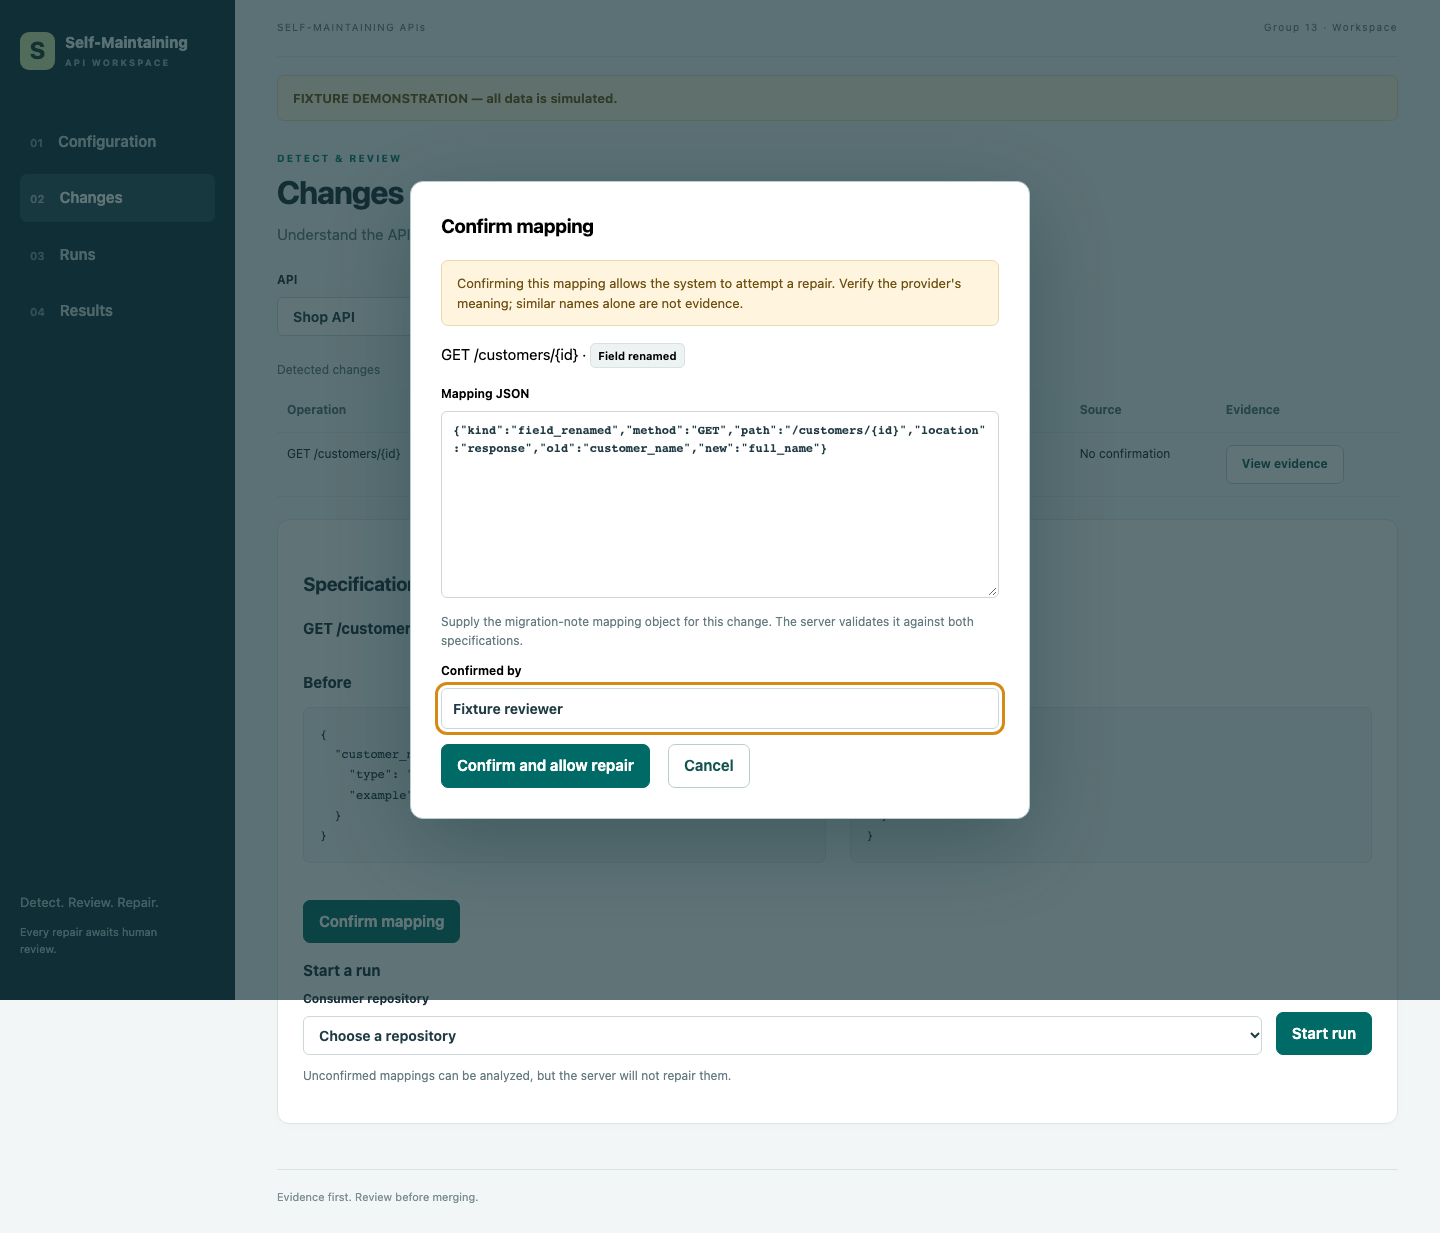 S
Self-Maintaining
API WORKSPACE
01 Configuration
02 Changes
03 Runs
04 Results
Detect. Review. Repair.
Every repair awaits human
review.
SELF-MAINTAINING APIs
Group 13 · Workspace
FIXTURE DEMONSTRATION — all data is simulated.
DETECT & REVIEW
Changes
Understand the API
API
Shop API
Detected changes
Operation
Source
Evidence
GET /customers/{id}
No confirmation
View evidence
Specification
GET /customer
Before
{
"customer_
"type":
"example"
}
}
}
Confirm mapping
Confirming this mapping allows the system to attempt a repair. Verify the provider's
meaning; similar names alone are not evidence.
GET /customers/{id} · Field renamed
Mapping JSON
{"kind":"field_renamed","method":"GET","path":"/customers/{id}","location"
:"response","old":"customer_name","new":"full_name"}
Supply the migration-note mapping object for this change. The server validates it against both
specifications.
Confirmed by
Fixture reviewer
Confirm and allow repair
Cancel
Confirm mapping
Start a run
Consumer repository
Choose a repository
Start run
Unconfirmed mappings can be analyzed, but the server will not repair them.
Evidence first. Review before merging.